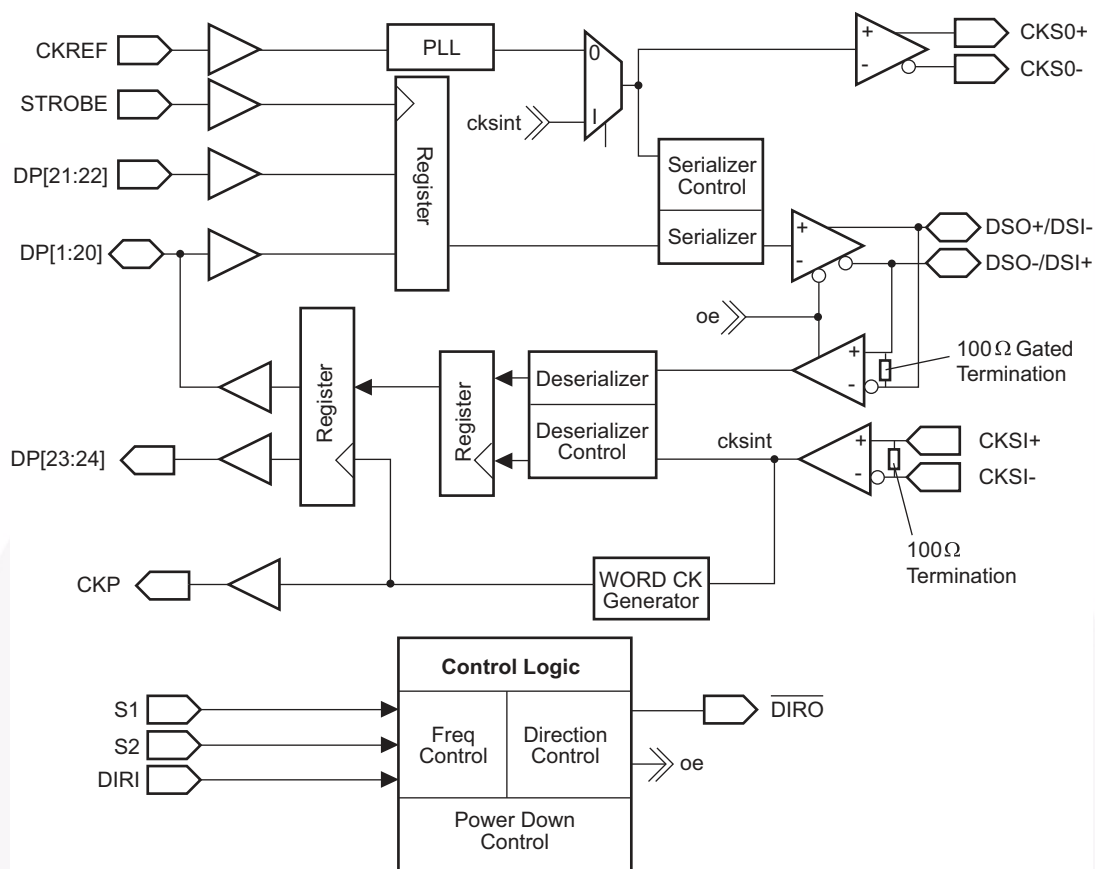 CKREF
PLL
0
+
-
CKS0+
CKS0-
STROBE
cksint
I
DP[21:22]
Register
Serializer
Control
Serializer
DP[1:20]
+
-
DSO+/DSI-
DSO-/DSI+
oe
+
-
100Ω Gated
Termination
Register
Register
Deserializer
Deserializer
Control
DP[23:24]
cksint
+
-
CKSI+
CKSI-
100Ω
Termination
CKP
WORD CK
Generator
Control Logic
S1
S2
DIRI
Freq
Control
Direction
Control
DIRO
oe
Power Down
Control